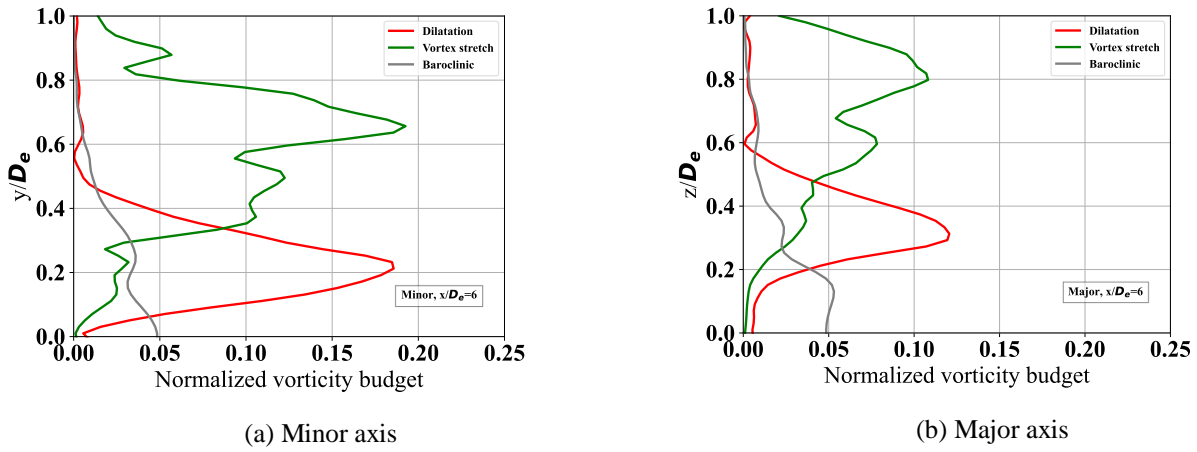 1.0
0.8
0.6
0.4
0.2
0.0
y/De
0.00 0.05 0.10 0.15 0.20 0.25
Normalized vorticity budget
Dilatation
Vortex stretch
Baroclinic
Minor, x/De=6
(a) Minor axis
1.0
0.8
0.6
0.4
0.2
0.0
z/De
0.00 0.05 0.10 0.15 0.20 0.25
Normalized vorticity budget
Dilatation
Vortex stretch
Baroclinic
Major, x/De=6
(b) Major axis